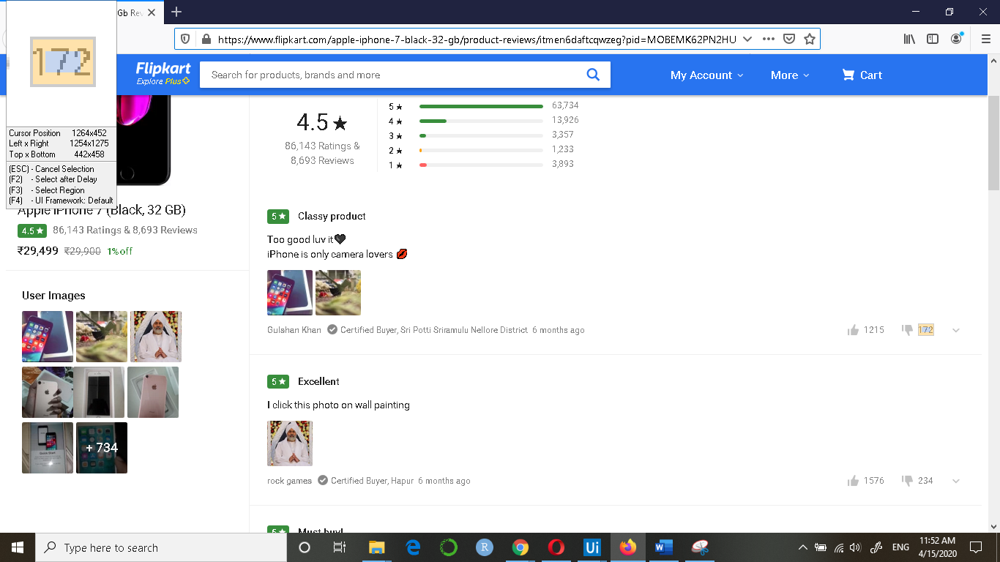 Gb Rev
https://www.flipkart.com/apple-iphone-7-black-32-gb/product-reviews/itmen6daftcqwzeg?pid=MOBEMK62PN2HU
172
Flipkart
Explore Plus
Search for products, brands and more
My Account
More
Cart
Cursor Position 1264x452
Left x Right 1254x1275
Top x Bottom 442x458
(ESC) - Cancel Selection
(F2) - Select after Delay
(F3) - Select Region
(F4) - UI Framework: Default
Apple iPhone 7 (Black, 32 GB)
4.5★ 86,143 Ratings & 8,693 Reviews
₹29,499 ₹29,900 1% off
User Images
+ 734
4.5★
86,143 Ratings &
8,693 Reviews
5★ 63,734
4★ 13,926
3★ 3,357
2★ 1,233
1★ 3,893
5★ Classy product
Too good luv it🖤
iPhone is only camera lovers 💋
Gulshan Khan Certified Buyer, Sri Potti Sriramulu Nellore District 6 months ago 1215 172
5★ Excellent
I click this photo on wall painting
rock games Certified Buyer, Hapur 6 months ago 1576 234
5★ Must buy!
Type here to search
R
Ui
W
ENG
11:52 AM
4/15/2020